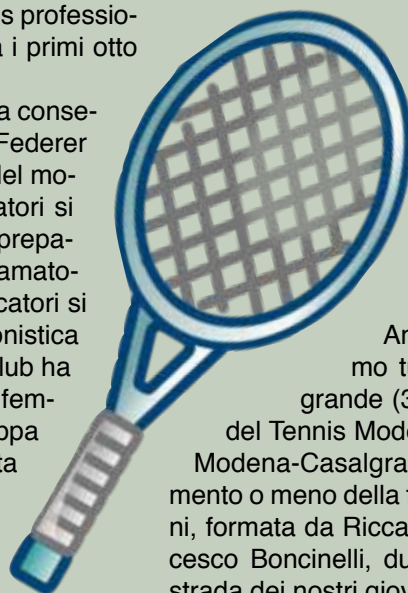 s professio-
i primi otto
a conse-
Federer
del mo-
atori si
prepa-
amato-
catori si
onistica
lub ha
fem-
ppa
ta
mo tu
grande (3
del Tennis Mode
Modena-Casalgra
mento o meno della
ni, formata da Ricca
cesco Boncinelli, du
strada dei nostri giov